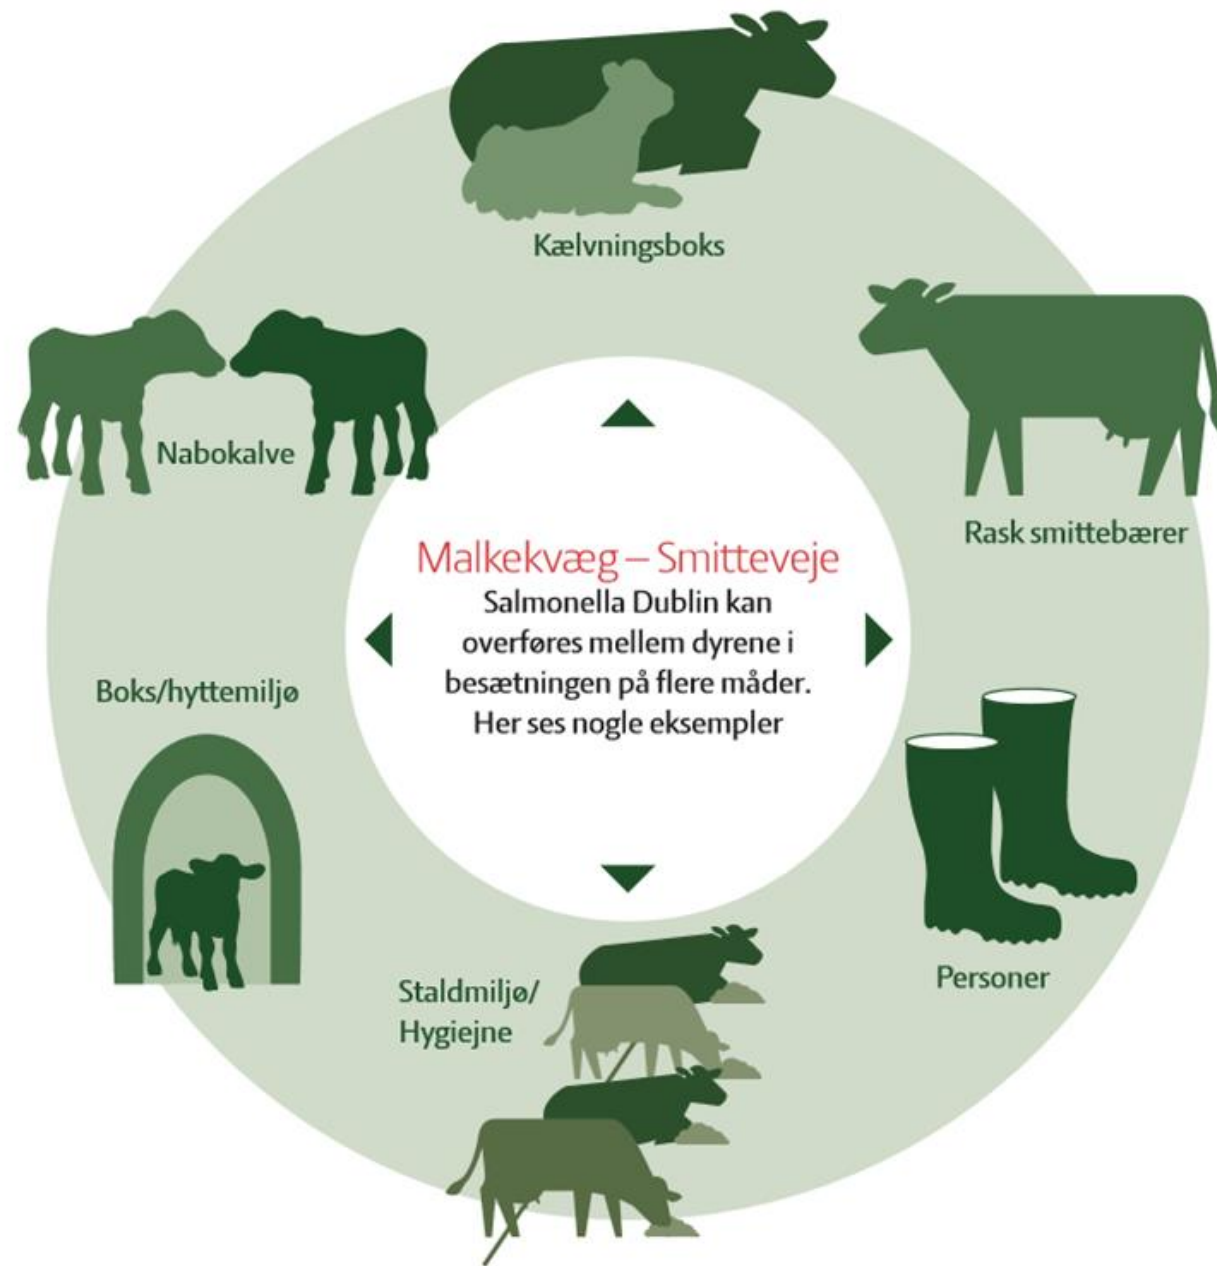 Kælvningsboks
Nabokalve
Rask smittebærer
Malkekvæg – Smitteveje
Salmonella Dublin kan
overføres mellem dyrene i
besætningen på flere måder.
Her ses nogle eksempler
Boks/hyttemiljø
Personer
Staldmiljø/
Hygiejne